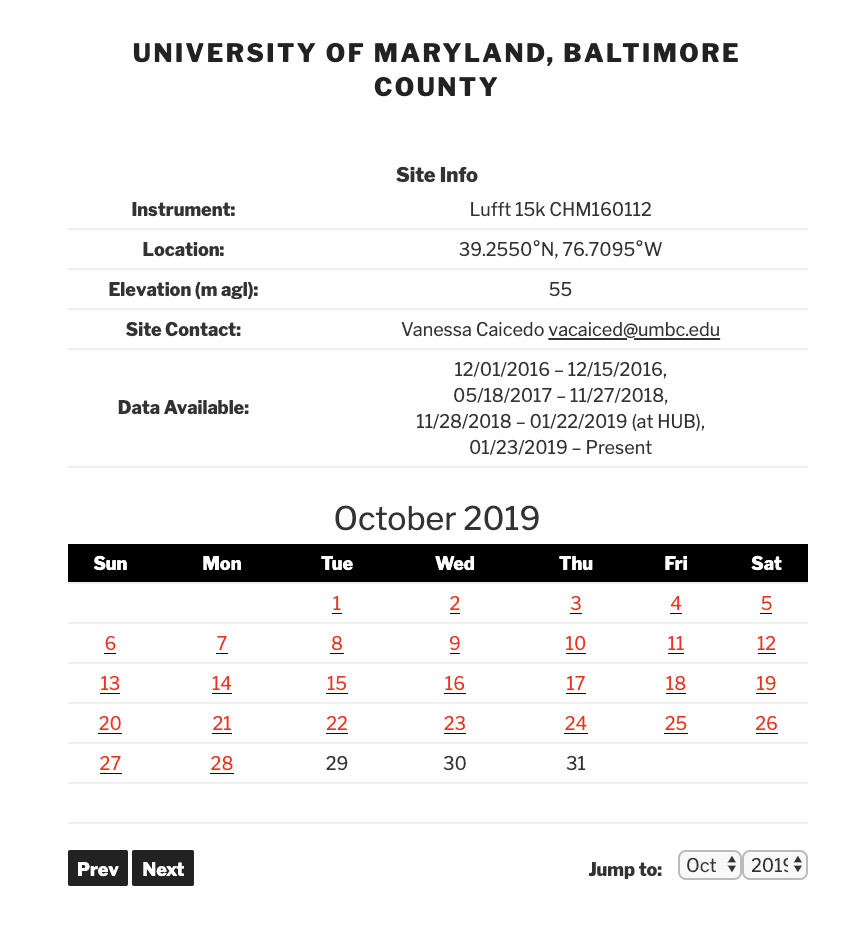 UNIVERSITY OF MARYLAND, BALTIMORE
COUNTY
Site Info
Instrument: Lufft 15k CHM160112
Location: 39.2550°N, 76.7095°W
Elevation (m agl): 55
Site Contact: Vanessa Caicedo vacaiced@umbc.edu
Data Available: 12/01/2016 – 12/15/2016,
05/18/2017 – 11/27/2018,
11/28/2018 – 01/22/2019 (at HUB),
01/23/2019 – Present
October 2019
Sun Mon Tue Wed Thu Fri Sat
1 2 3 4 5
6 7 8 9 10 11 12
13 14 15 16 17 18 19
20 21 22 23 24 25 26
27 28 29 30 31
Prev Next Jump to: Oct 2019